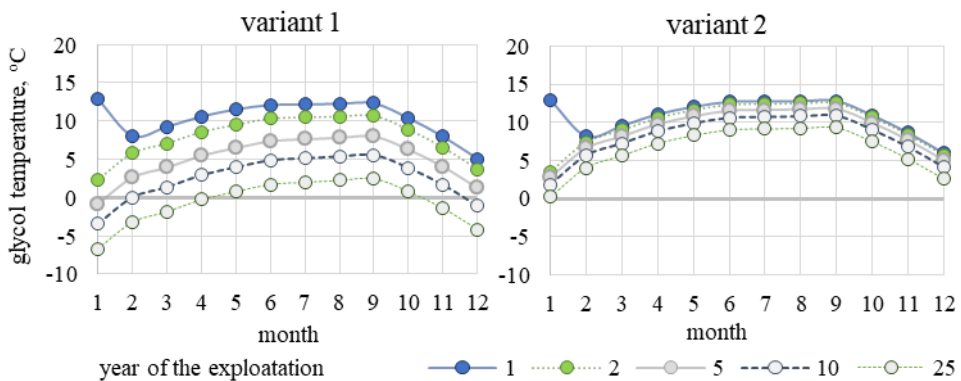 variant 1
variant 2
glycol temperature, °C
20
15
10
5
0
-5
-10
1 2 3 4 5 6 7 8 9 10 11 12
month
20
15
10
5
0
-5
-10
1 2 3 4 5 6 7 8 9 10 11 12
month
year of the exploatation 1 2 5 10 25